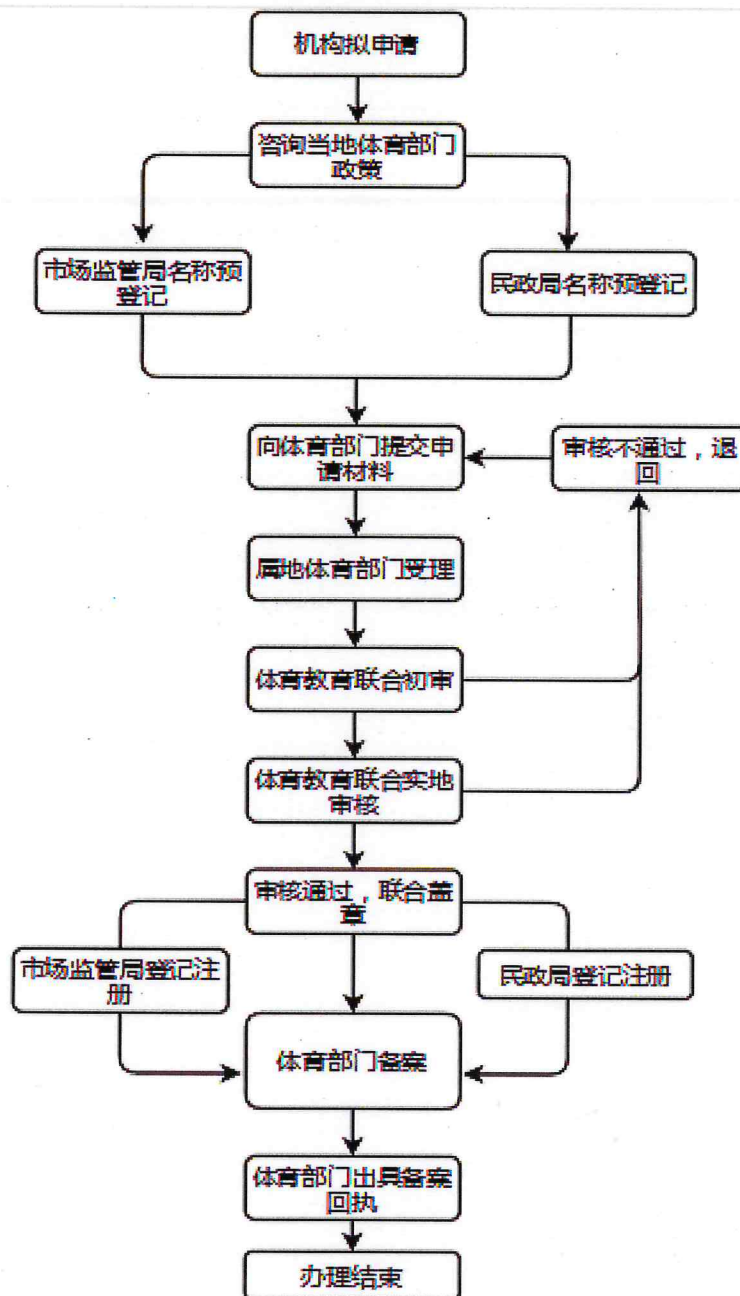 机构拟申请
咨询当地体育部门
政策
市场监管局名称预
登记
民政局名称预登记
向体育部门提交申
请材料
审核不通过，退
回
属地体育部门受理
体育教育联合初审
体育教育联合实地
审核
审核通过，联合盖
章
市场监管局登记注
册
民政局登记注册
体育部门备案
体育部门出具备案
回执
办理结束